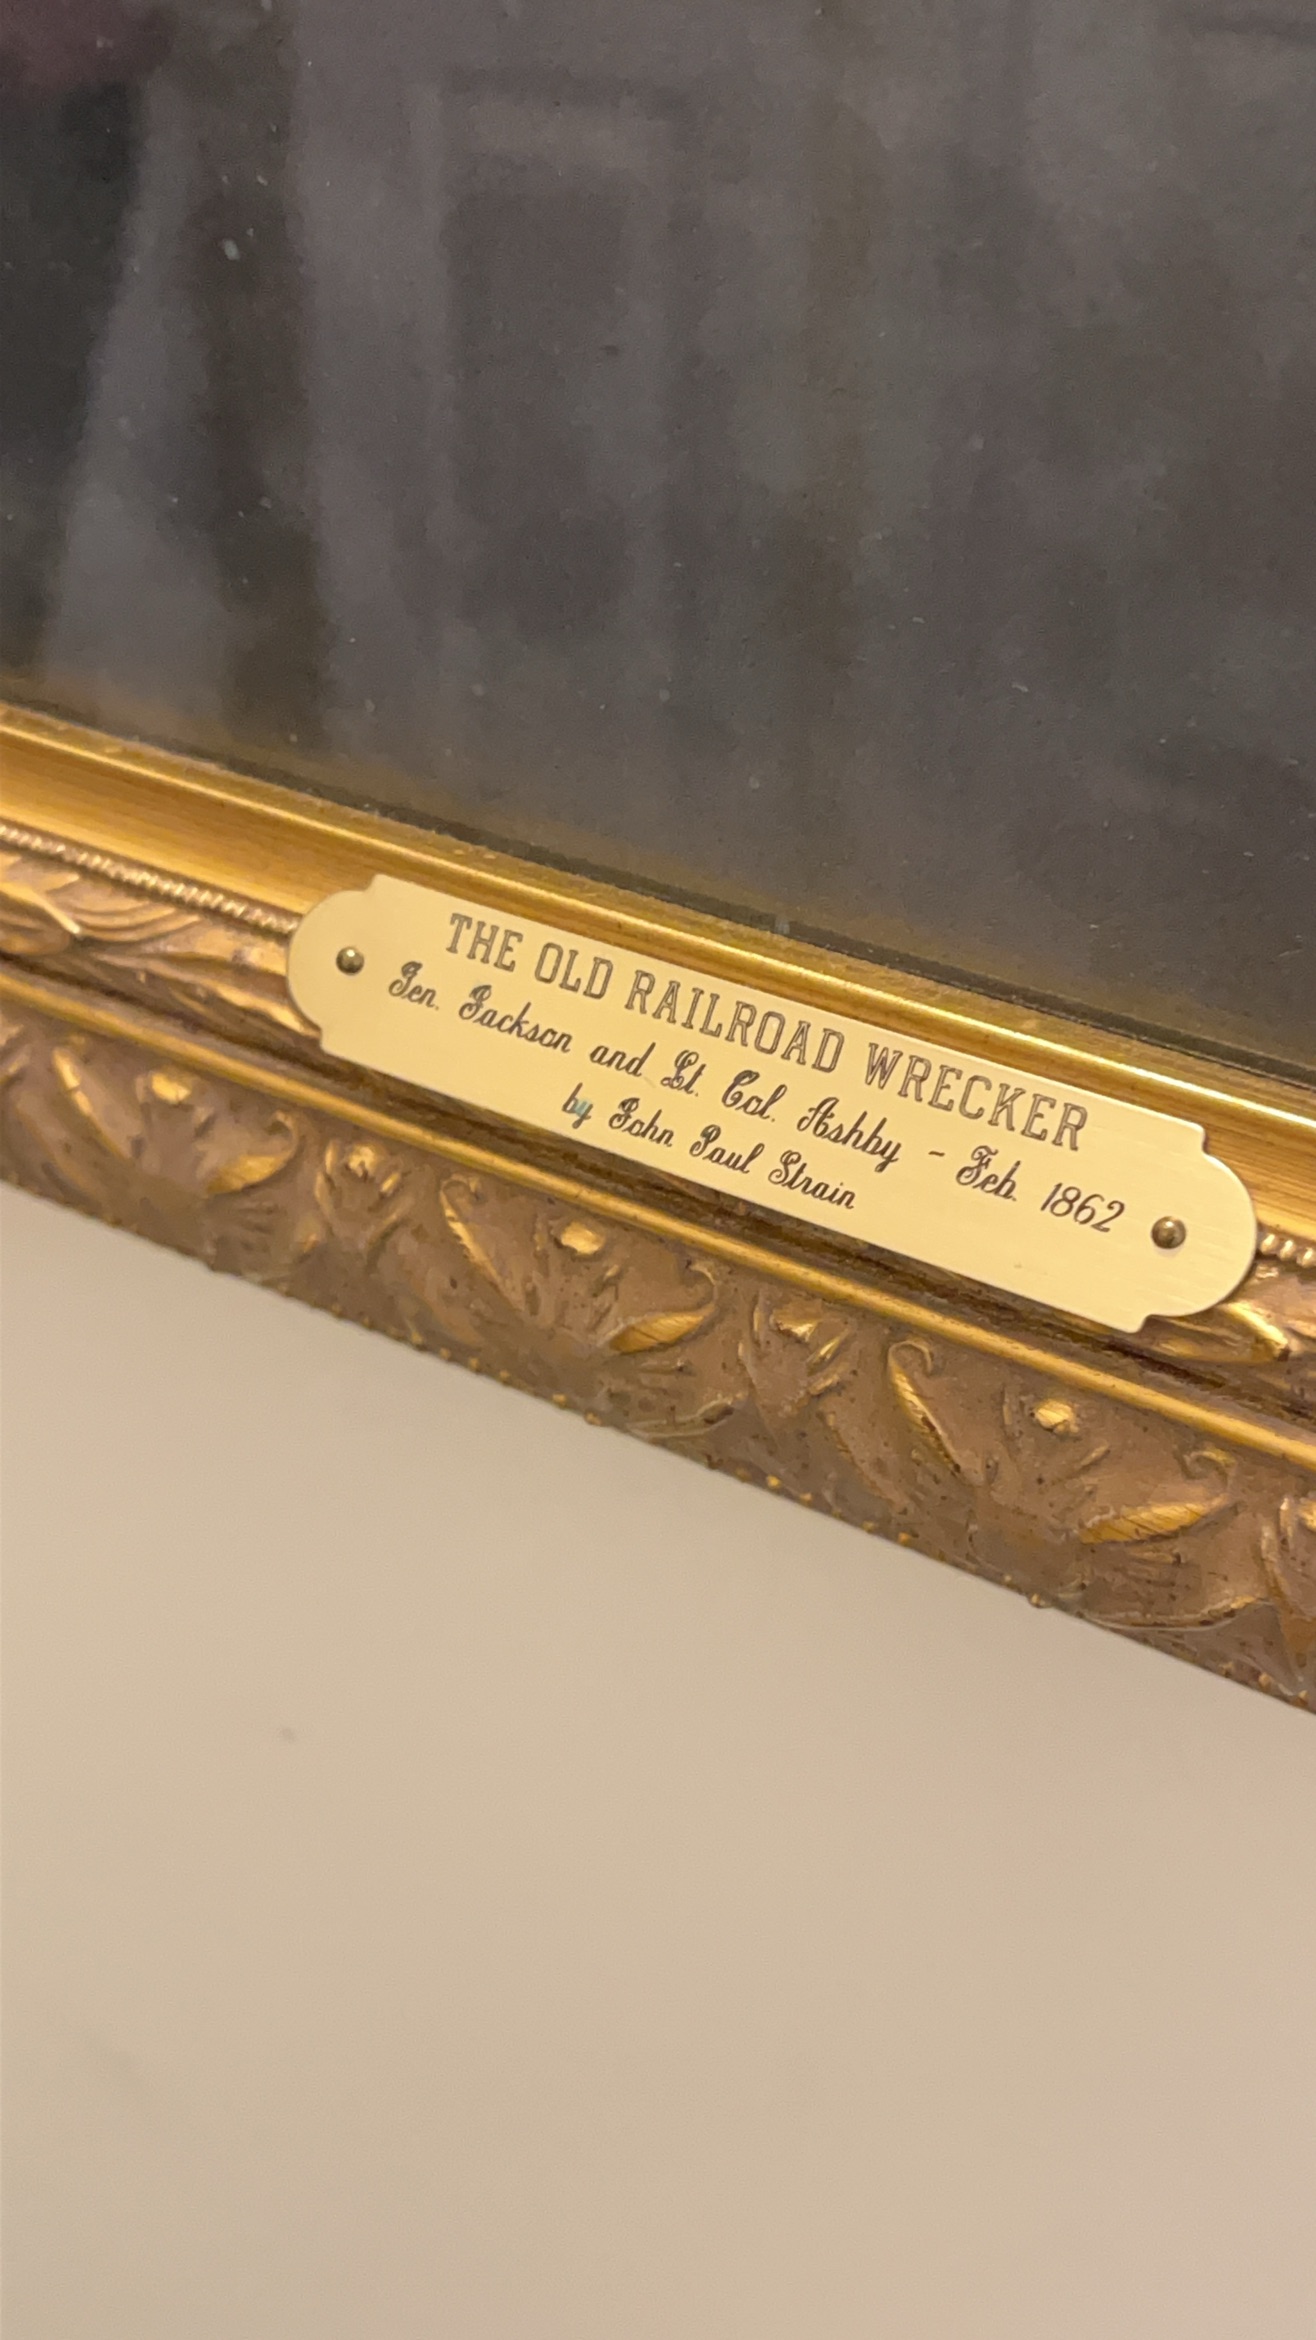 THE OLD RAILROAD WRECKER
Gen. Jackson and Lt. Col. Ashby - Feb. 1862
by John Paul Strain